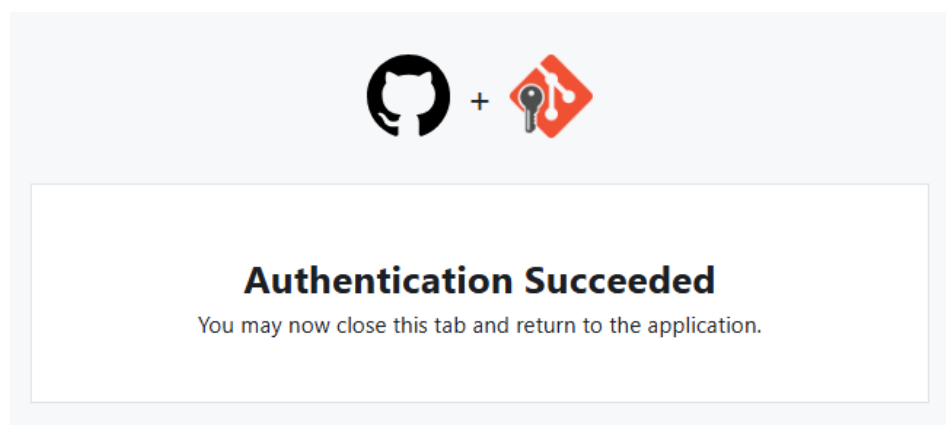 +
Authentication Succeeded
You may now close this tab and return to the application.